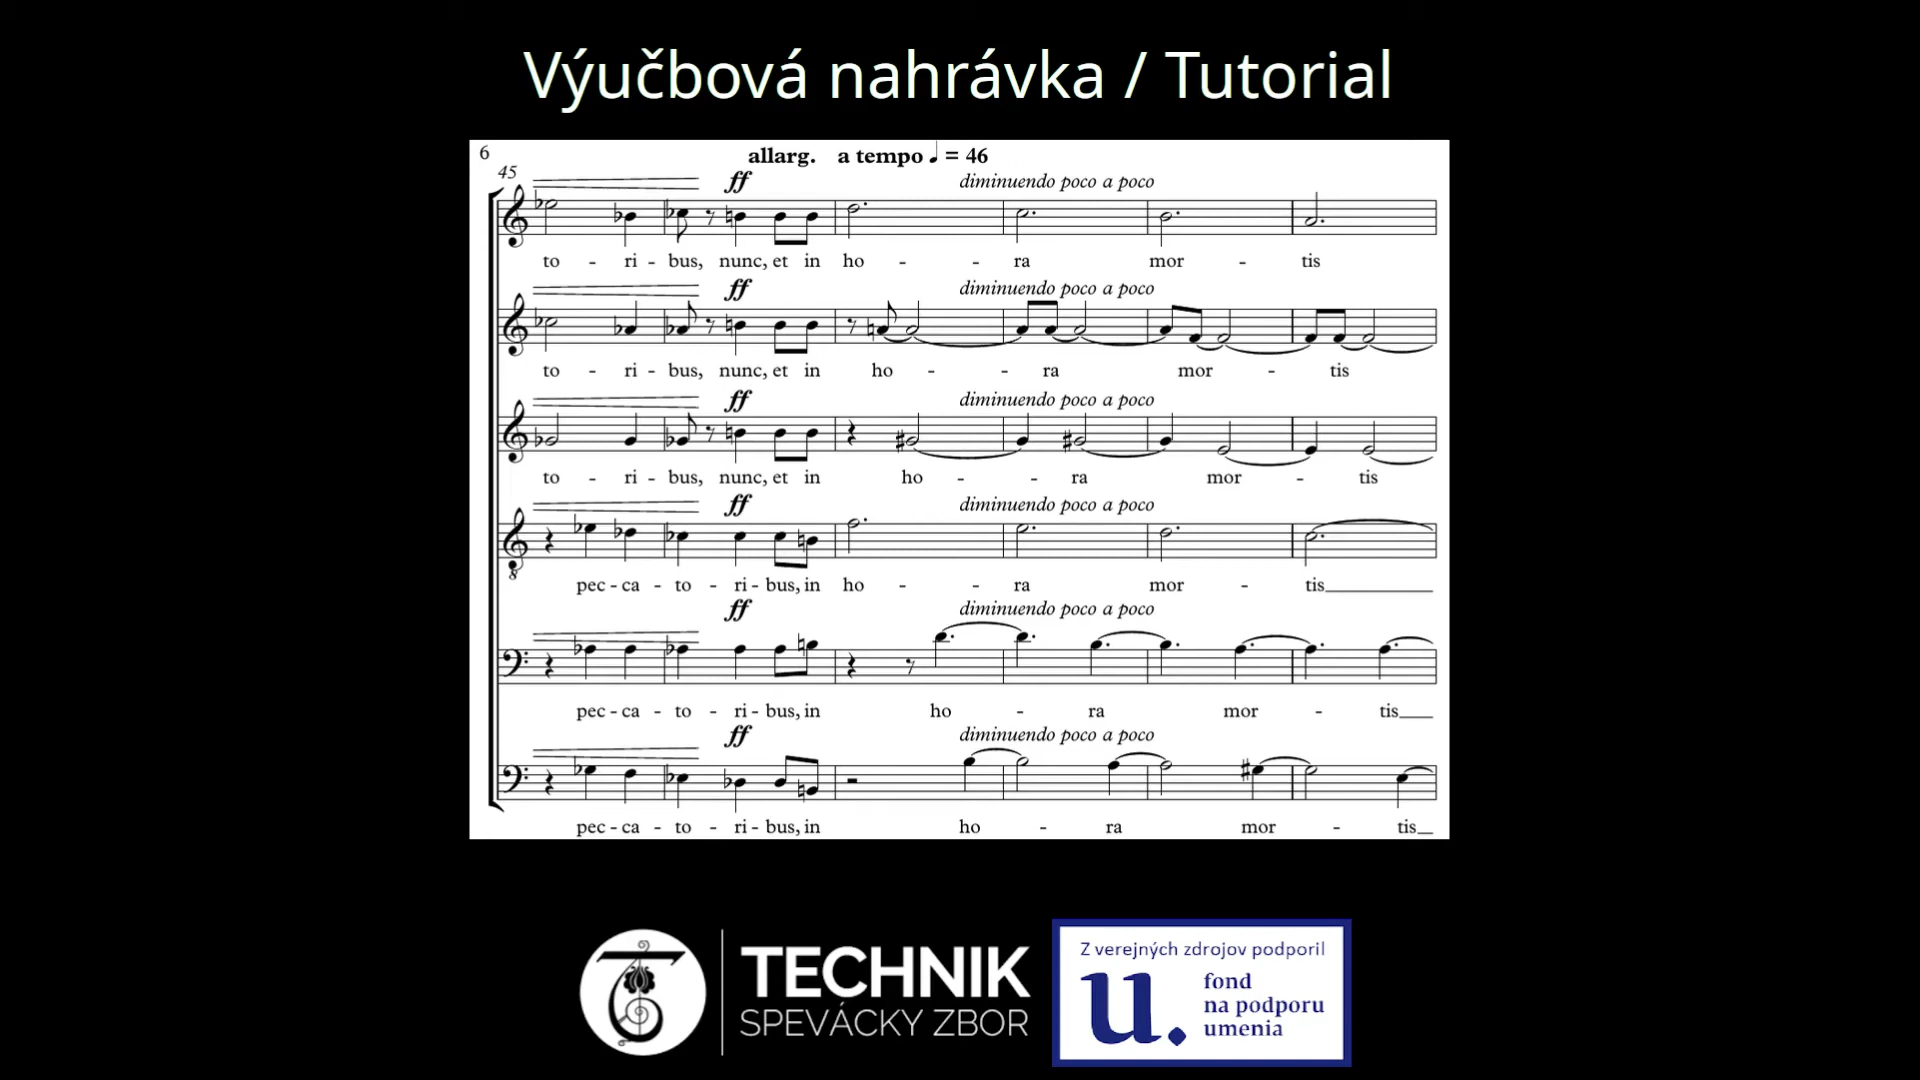 Výučbová nahrávka / Tutorial
6
allarg. a tempo ♩ = 46
45
ff diminuendo poco a poco
to - ri - bus, nunc, et in ho - - ra mor - tis
ff diminuendo poco a poco
to - ri - bus, nunc, et in ho - - ra mor - tis
ff diminuendo poco a poco
to - ri - bus, nunc, et in ho - - ra mor - tis
ff diminuendo poco a poco
8
pec - ca - to - ri - bus, in ho - - ra mor - tis
ff diminuendo poco a poco
pec - ca - to - ri - bus, in ho - ra mor - tis
ff diminuendo poco a poco
pec - ca - to - ri - bus, in ho - ra mor - tis
TECHNIK
SPEVÁCKY ZBOR
Z verejných zdrojov podporil
u.
fond
na podporu
umenia